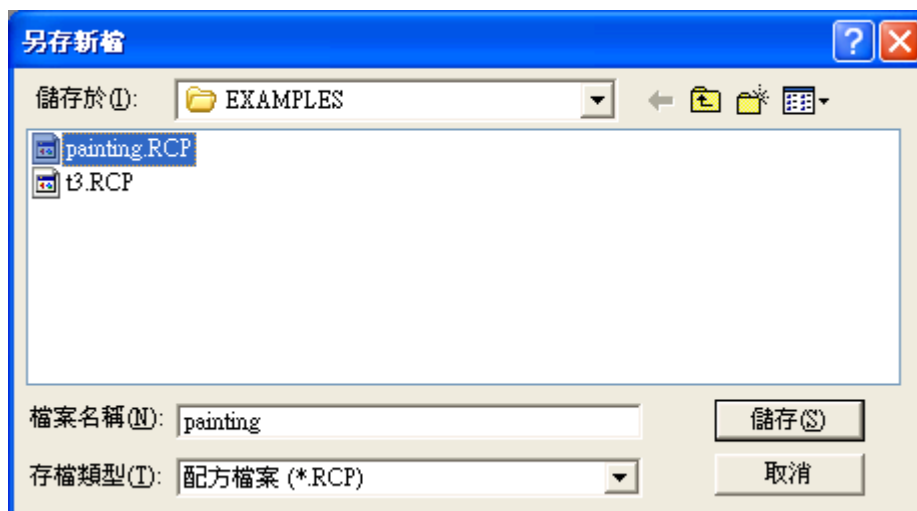 另存新檔
儲存於(I): EXAMPLES
painting.RCP
t3.RCP
檔案名稱(N): painting 儲存(S)
存檔類型(T): 配方檔案 (*.RCP) 取消